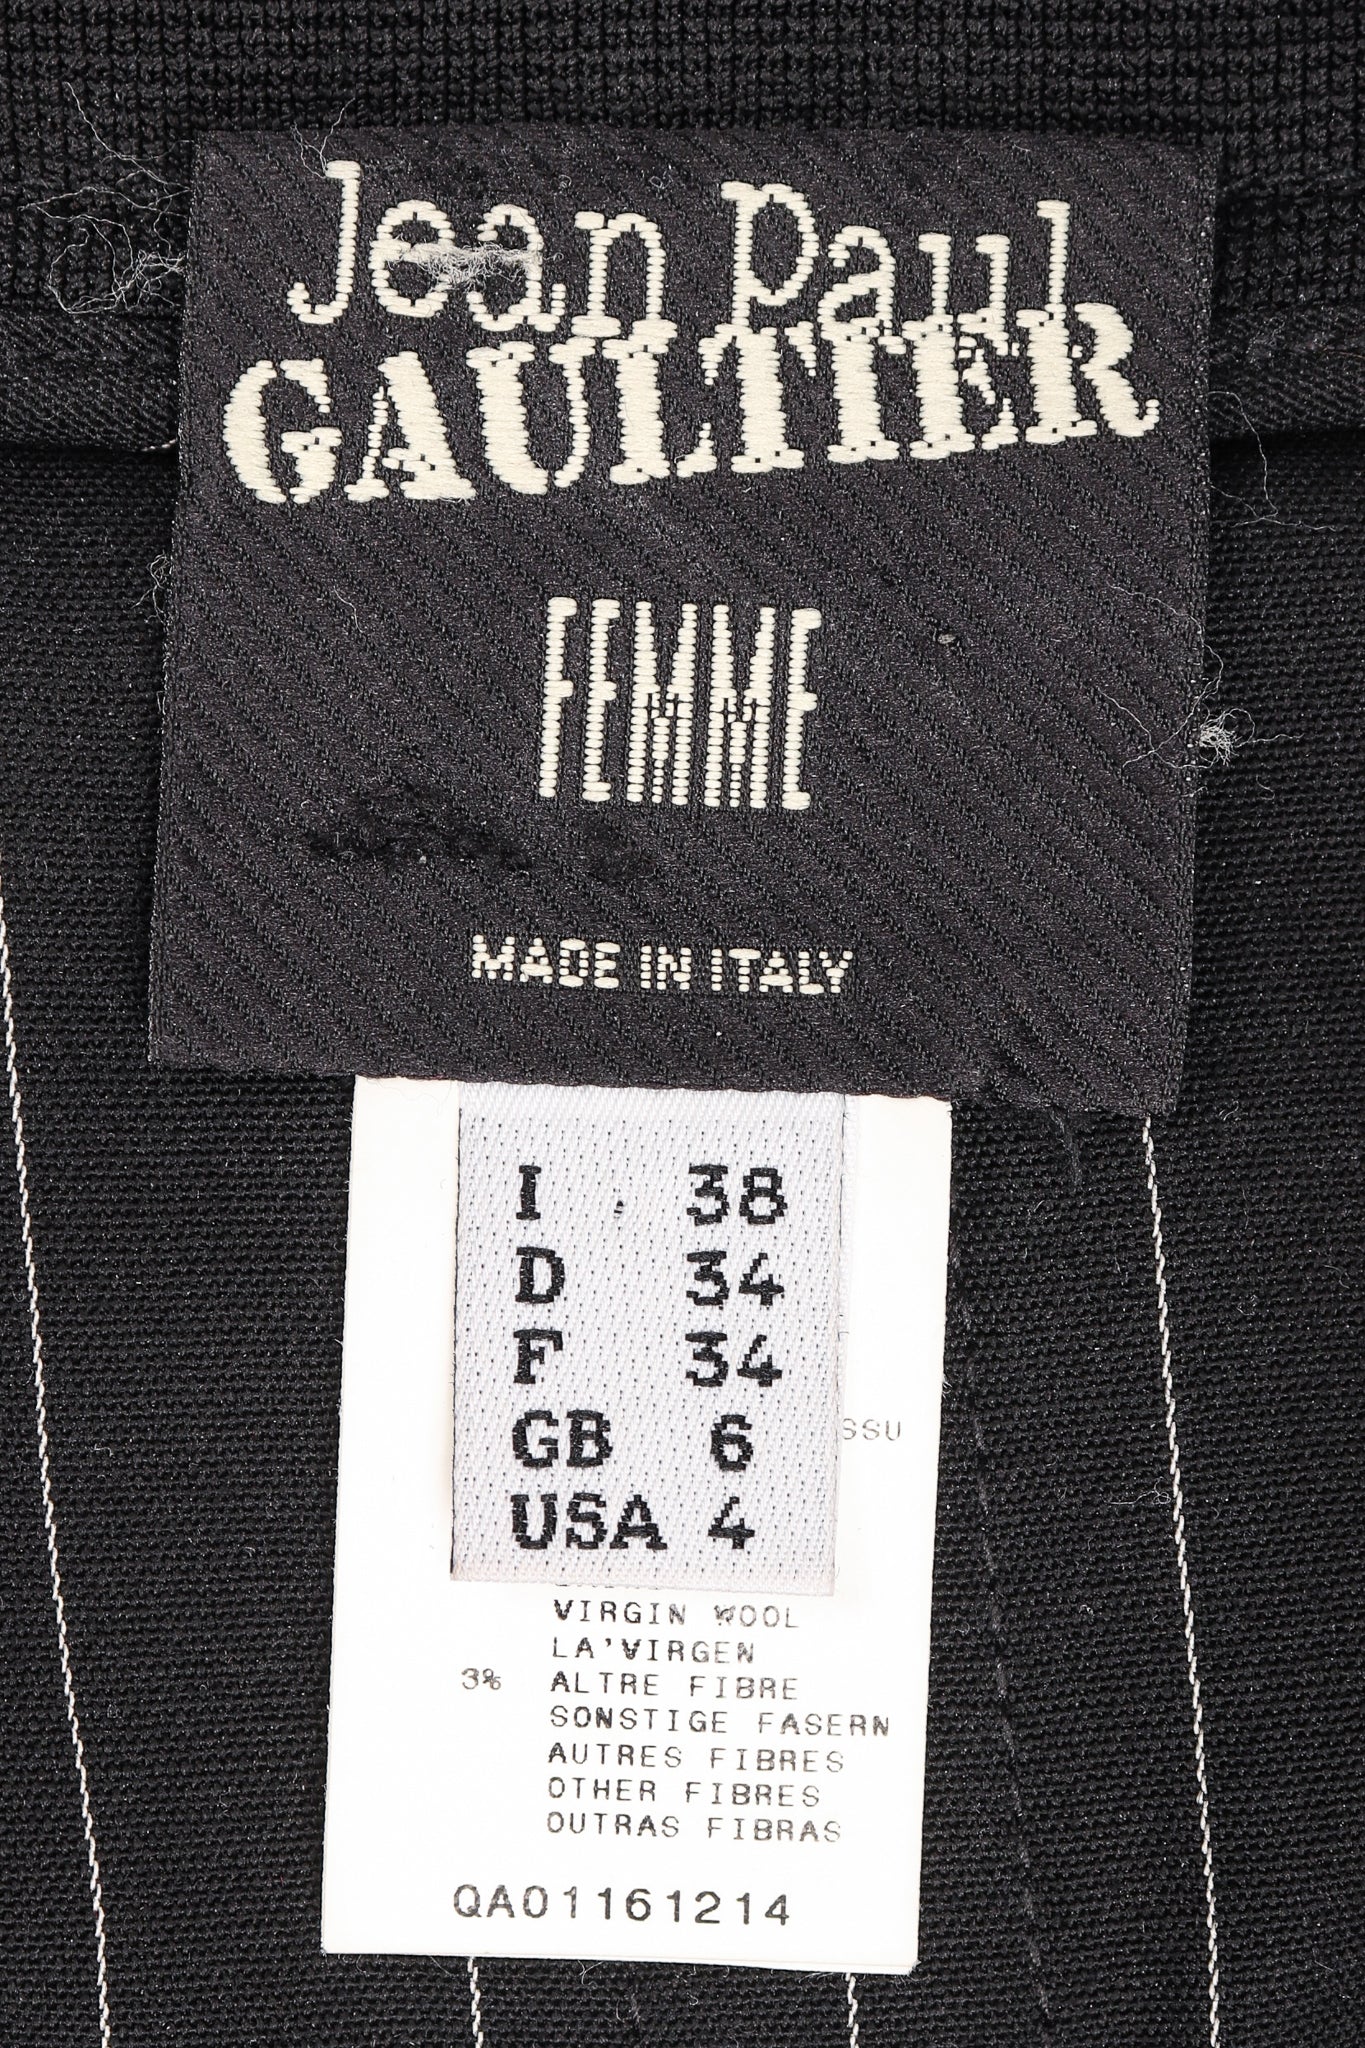 Jean Paul
GAULTIER
FEMME
MADE IN ITALY
I 38
D 34
F 34
GB 6
USA 4
VIRGIN WOOL
LA'VIRGEN
3% ALTRE FIBRE
SONSTIGE FASERN
AUTRES FIBRES
OTHER FIBRES
OUTRAS FIBRAS
QA01161214